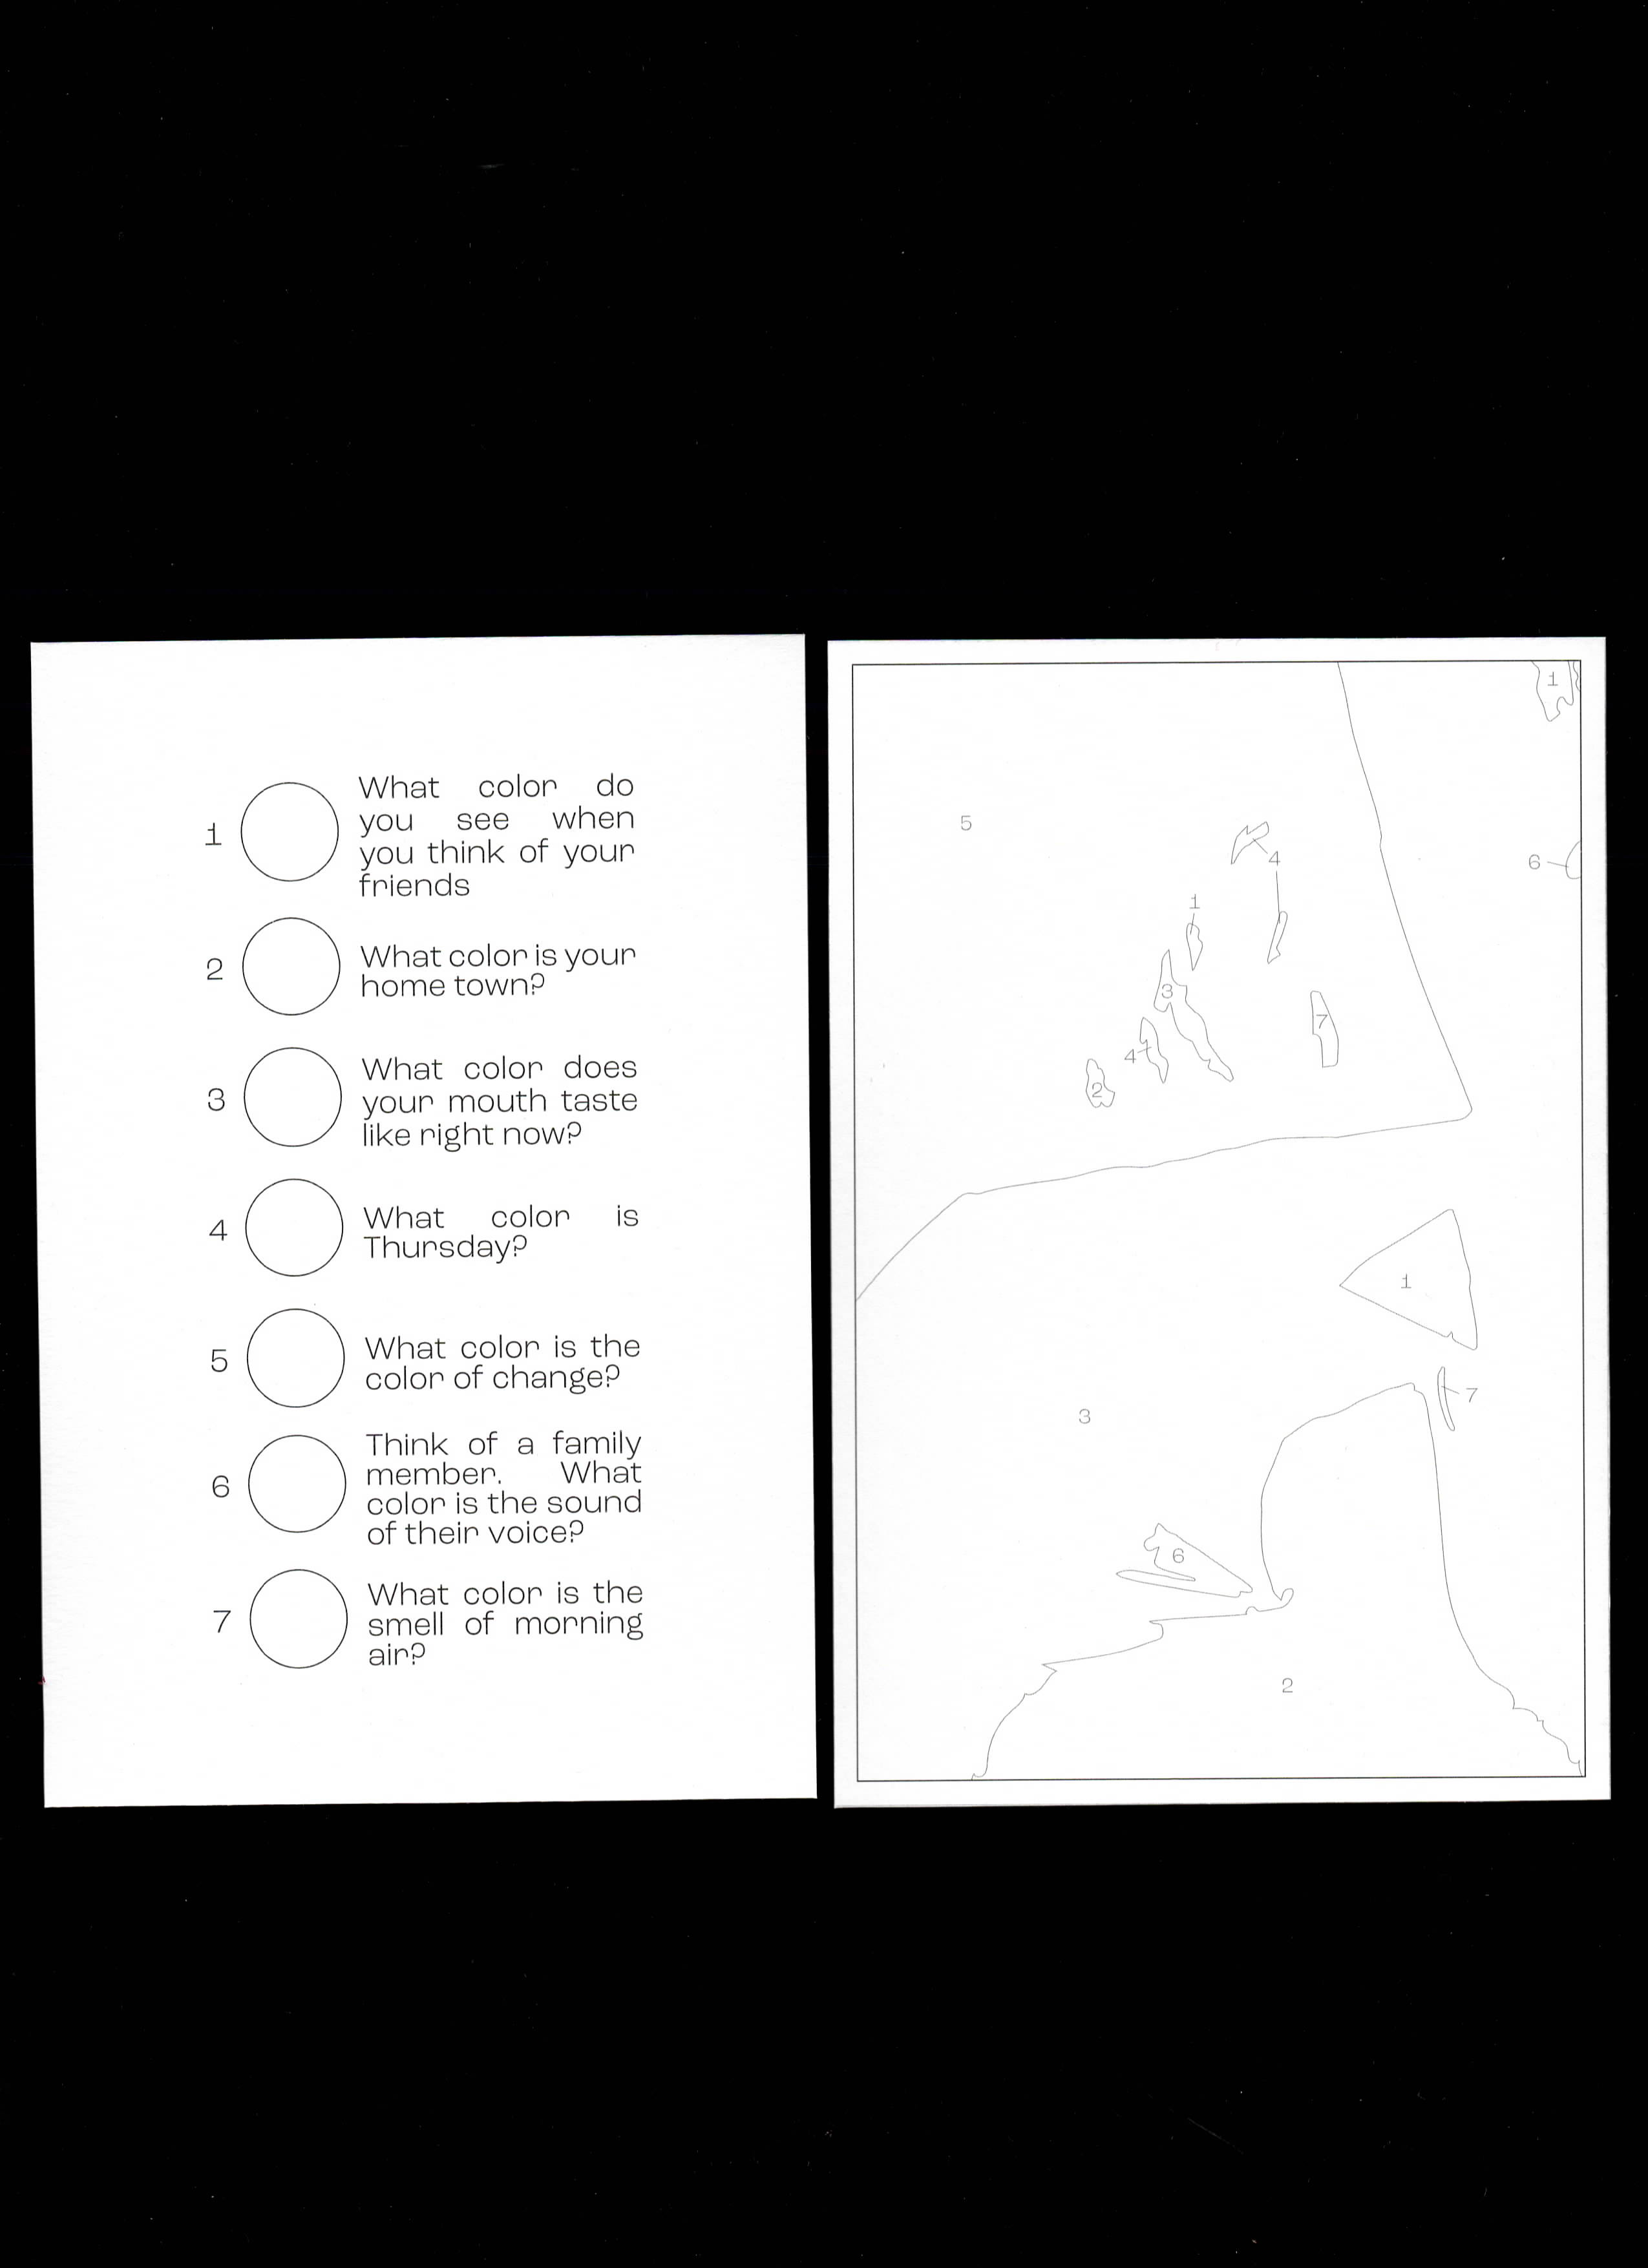 1
What color do
you see when
you think of your
friends
2
What color is your
home town?
3
What color does
your mouth taste
like right now?
4
What color is
Thursday?
5
What color is the
color of change?
6
Think of a family
member. What
color is the sound
of their voice?
7
What color is the
smell of morning
air?
1
5
4
6
1
3
7
4
2
1
7
3
6
2